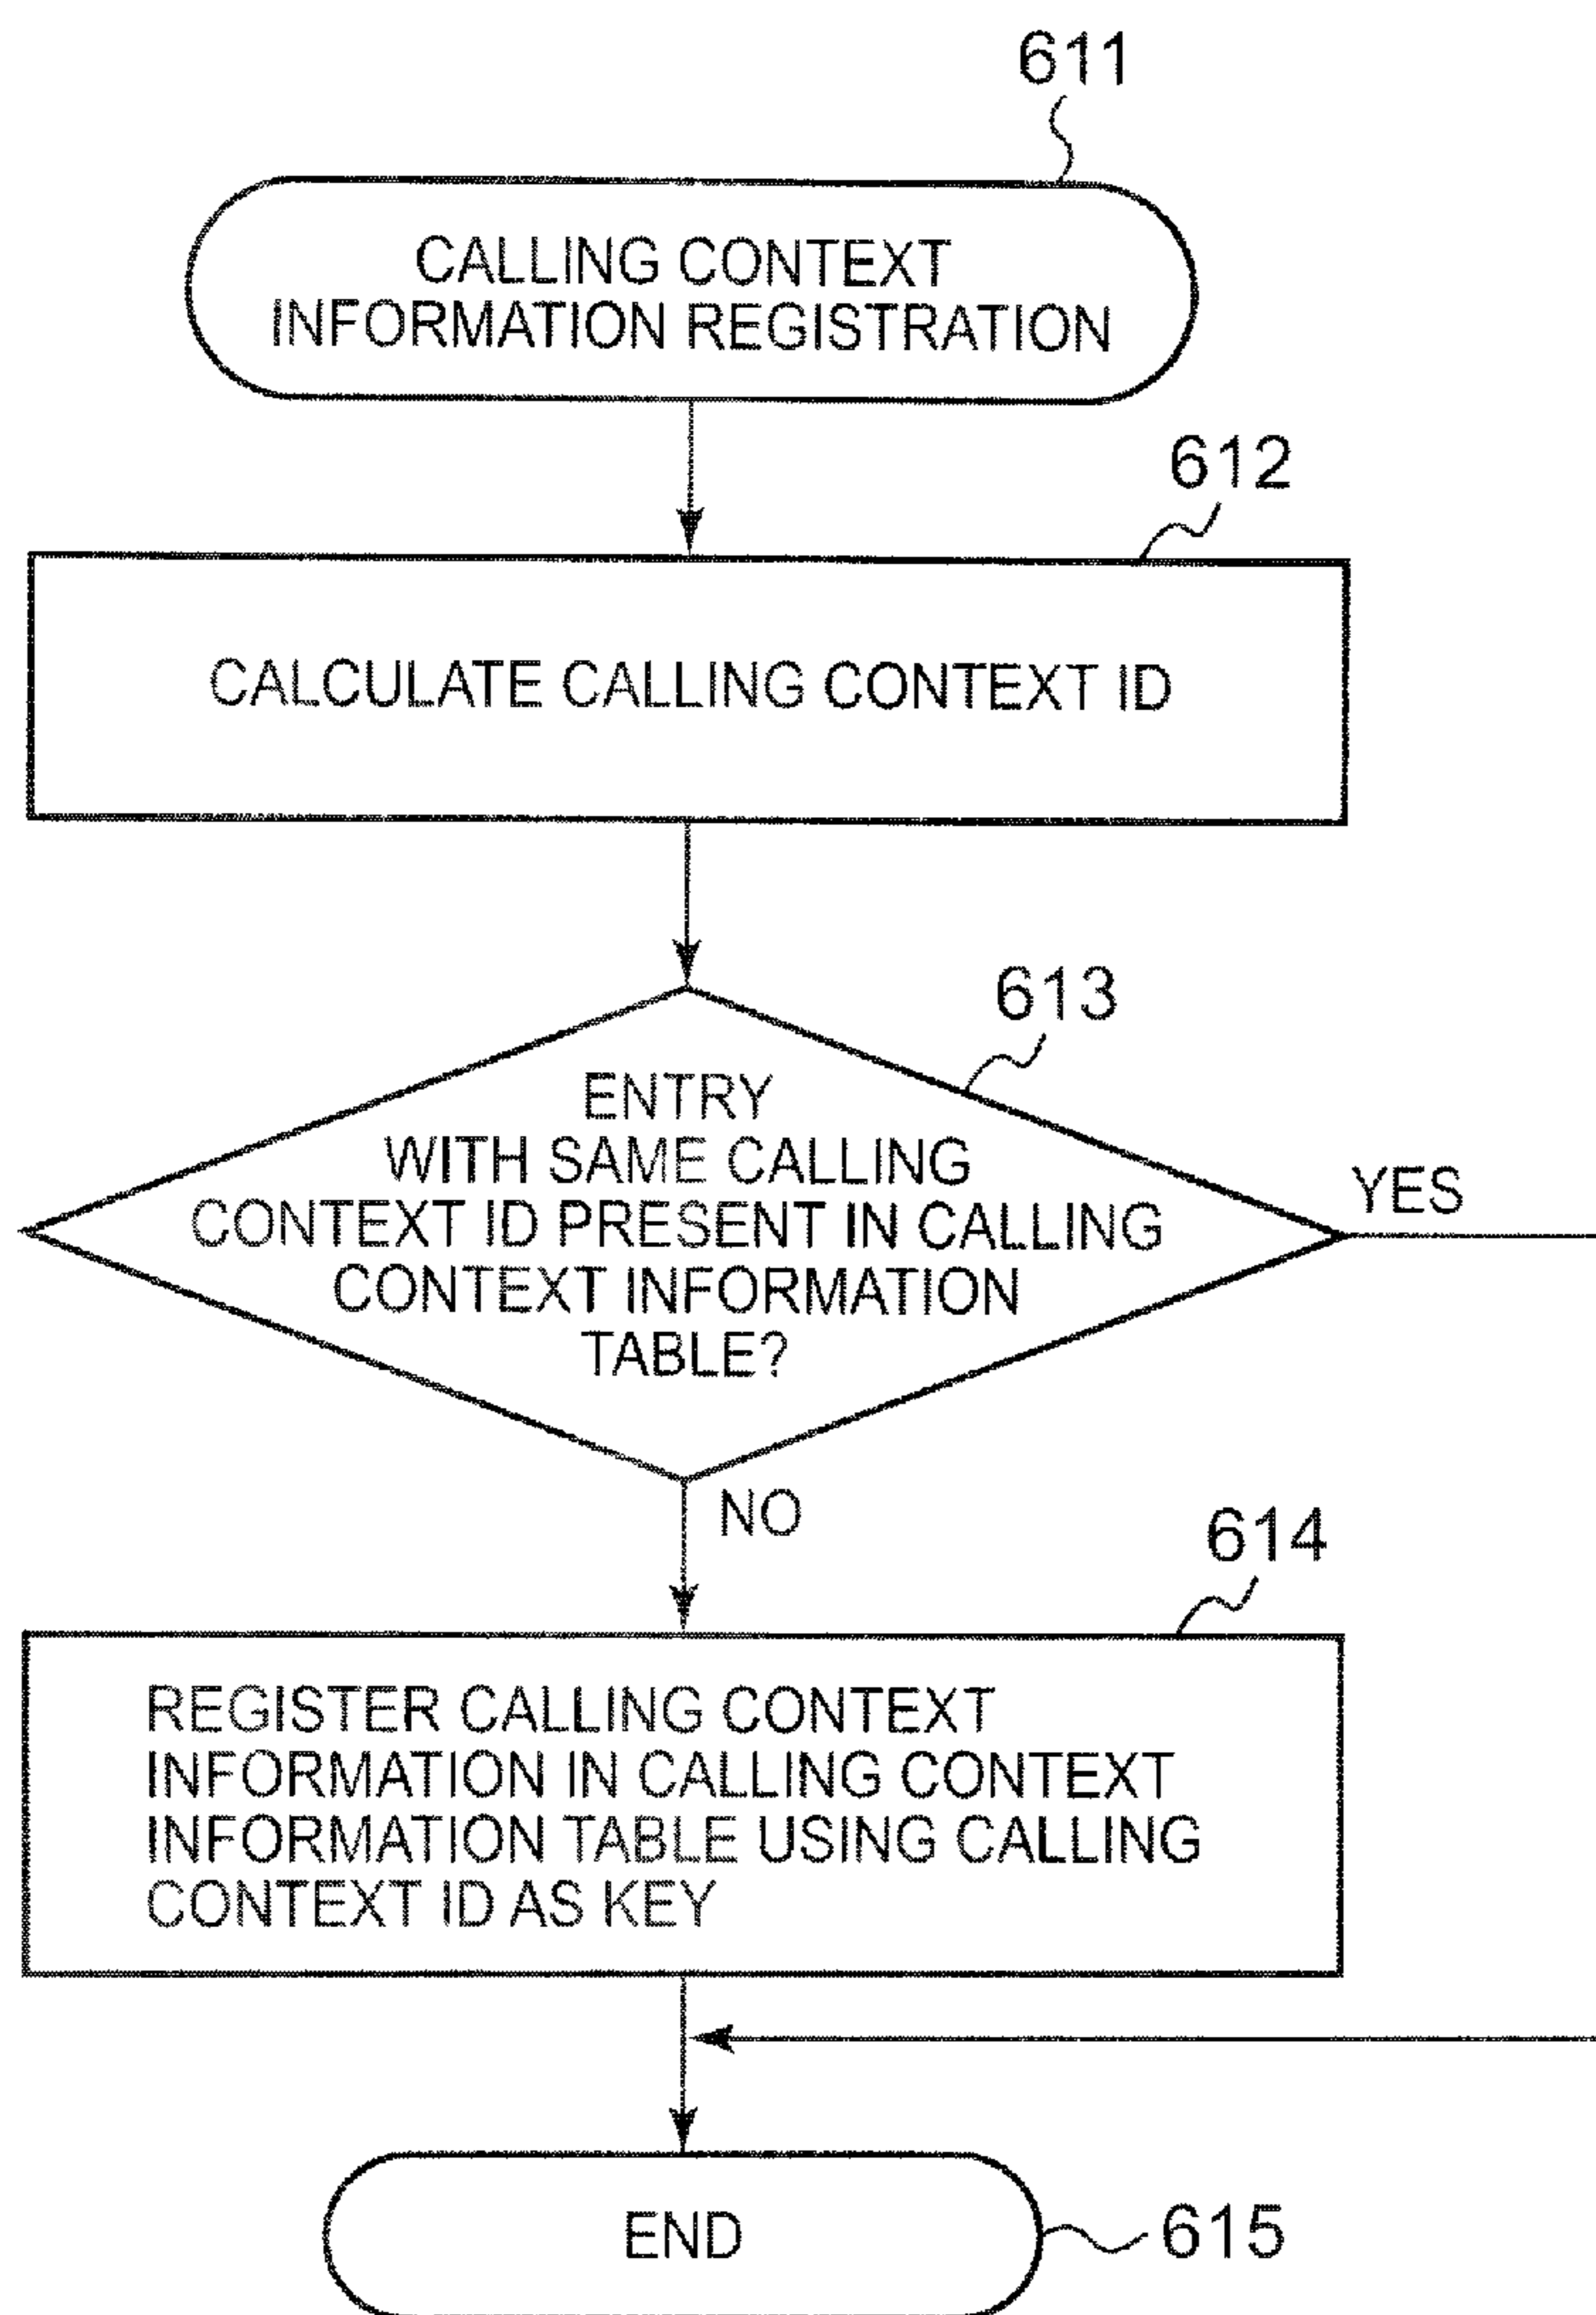 611
CALLING CONTEXT
INFORMATION REGISTRATION
612
CALCULATE CALLING CONTEXT ID
613
ENTRY
WITH SAME CALLING
CONTEXT ID PRESENT IN CALLING
CONTEXT INFORMATION
TABLE?
YES
NO
614
REGISTER CALLING CONTEXT
INFORMATION IN CALLING CONTEXT
INFORMATION TABLE USING CALLING
CONTEXT ID AS KEY
END
615